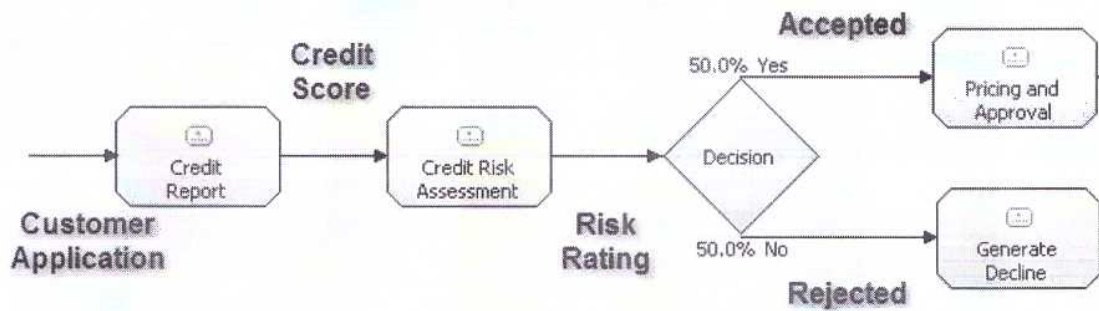 Customer
Application
Credit
Report
Credit
Score
Credit Risk
Assessment
Risk
Rating
Decision
50.0% Yes
Accepted
Pricing and
Approval
50.0% No
Rejected
Generate
Decline